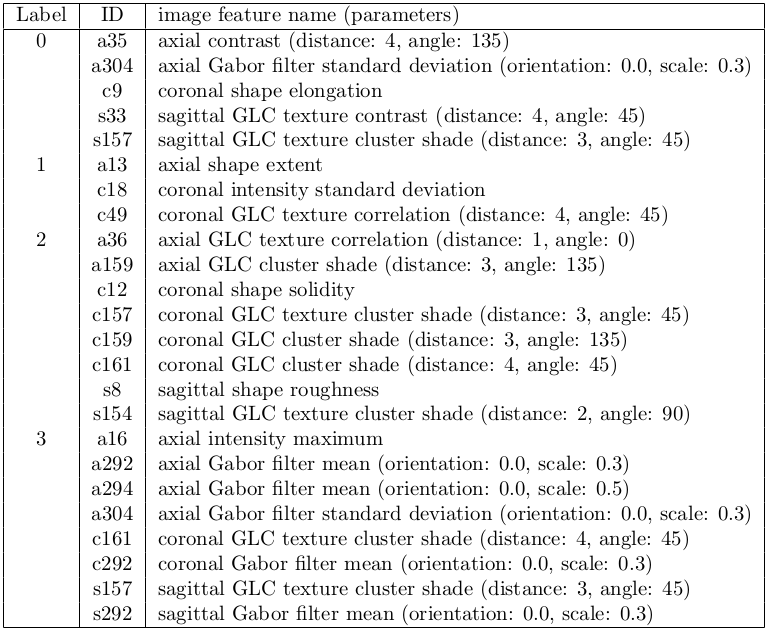 Label ID image feature name (parameters)
0 a35 axial contrast (distance: 4, angle: 135)
a304 axial Gabor filter standard deviation (orientation: 0.0, scale: 0.3)
c9 coronal shape elongation
s33 sagittal GLC texture contrast (distance: 4, angle: 45)
s157 sagittal GLC texture cluster shade (distance: 3, angle: 45)
1 a13 axial shape extent
c18 coronal intensity standard deviation
c49 coronal GLC texture correlation (distance: 4, angle: 45)
2 a36 axial GLC texture correlation (distance: 1, angle: 0)
a159 axial GLC cluster shade (distance: 3, angle: 135)
c12 coronal shape solidity
c157 coronal GLC texture cluster shade (distance: 3, angle: 45)
c159 coronal GLC cluster shade (distance: 3, angle: 135)
c161 coronal GLC cluster shade (distance: 4, angle: 45)
s8 sagittal shape roughness
s154 sagittal GLC texture cluster shade (distance: 2, angle: 90)
3 a16 axial intensity maximum
a292 axial Gabor filter mean (orientation: 0.0, scale: 0.3)
a294 axial Gabor filter mean (orientation: 0.0, scale: 0.5)
a304 axial Gabor filter standard deviation (orientation: 0.0, scale: 0.3)
c161 coronal GLC texture cluster shade (distance: 4, angle: 45)
c292 coronal Gabor filter mean (orientation: 0.0, scale: 0.3)
s157 sagittal GLC texture cluster shade (distance: 3, angle: 45)
s292 sagittal Gabor filter mean (orientation: 0.0, scale: 0.3)